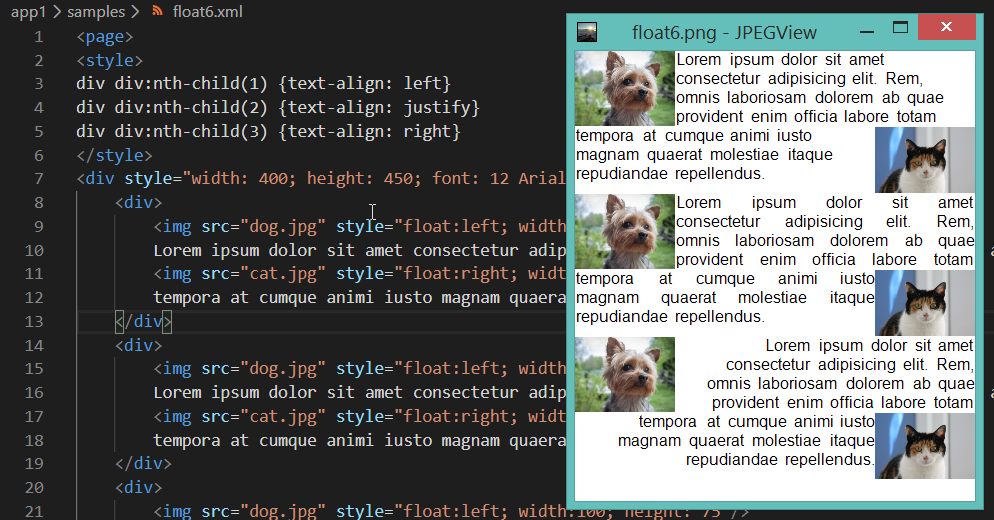 app1 > samples > float6.xml
1 <page>
2 <style>
3 div div:nth-child(1) {text-align: left}
4 div div:nth-child(2) {text-align: justify}
5 div div:nth-child(3) {text-align: right}
6 </style>
7 <div style="width: 400; height: 450; font: 12 Arial
8 <div>
9 <img src="dog.jpg" style="float:left; width
10 Lorem ipsum dolor sit amet consectetur adip
11 <img src="cat.jpg" style="float:right; widt
12 tempora at cumque animi iusto magnam quaera
13 </div>
14 <div>
15 <img src="dog.jpg" style="float:left; widt
16 Lorem ipsum dolor sit amet consectetur adip
17 <img src="cat.jpg" style="float:right; widt
18 tempora at cumque animi iusto magnam quaera
19 </div>
20 <div>
21 <img src="dog.jpg" style="float:left; width:100; height: 75"/>
float6.png - JPEGView
Lorem ipsum dolor sit amet
consectetur adipisicing elit. Rem,
omnis laboriosam dolorem ab quae
provident enim officia labore totam
tempora at cumque animi iusto
magnam quaerat molestiae itaque
repudiandae repellendus.
Lorem ipsum dolor sit amet
consectetur adipisicing elit. Rem,
omnis laboriosam dolorem ab quae
provident enim officia labore totam
tempora at cumque animi iusto
magnam quaerat molestiae itaque
repudiandae repellendus.
Lorem ipsum dolor sit amet
consectetur adipisicing elit. Rem,
omnis laboriosam dolorem ab quae
provident enim officia labore totam
tempora at cumque animi iusto
magnam quaerat molestiae itaque
repudiandae repellendus.